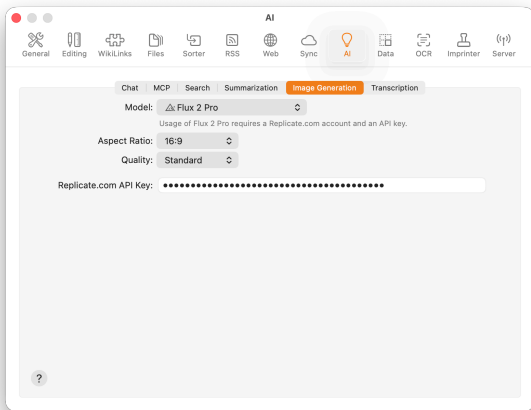 AI
General Editing WikiLinks Files Sorter RSS Web Sync AI Data OCR Imprinter Server
Chat MCP Search Summarization Image Generation Transcription
Model: Flux 2 Pro
Usage of Flux 2 Pro requires a Replicate.com account and an API key.
Aspect Ratio: 16:9
Quality: Standard
Replicate.com API Key: ••••••••••••••••••••••••••••••••••••••••
?